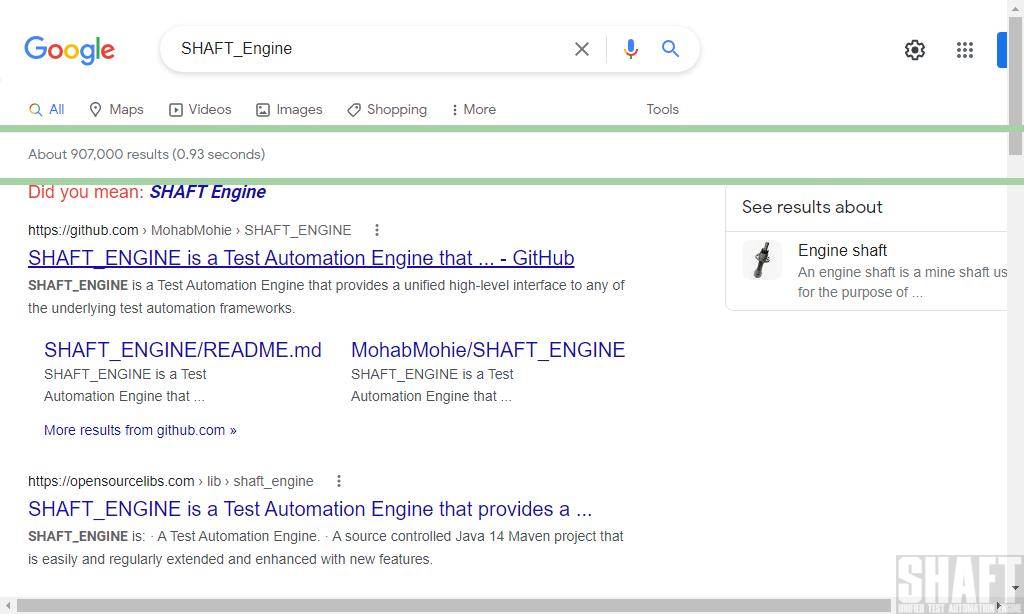 Google
SHAFT_Engine
All Maps Videos Images Shopping More Tools
About 907,000 results (0.93 seconds)
Did you mean: SHAFT Engine
https://github.com › MohabMohie › SHAFT_ENGINE
SHAFT_ENGINE is a Test Automation Engine that ... - GitHub
SHAFT_ENGINE is a Test Automation Engine that provides a unified high-level interface to any of
the underlying test automation frameworks.
SHAFT_ENGINE/README.md
SHAFT_ENGINE is a Test
Automation Engine that ...
MohabMohie/SHAFT_ENGINE
SHAFT_ENGINE is a Test
Automation Engine that ...
More results from github.com »
https://opensourcelibs.com › lib › shaft_engine
SHAFT_ENGINE is a Test Automation Engine that provides a ...
SHAFT_ENGINE is: · A Test Automation Engine. · A source controlled Java 14 Maven project that
is easily and regularly extended and enhanced with new features.
See results about
Engine shaft
An engine shaft is a mine shaft us
for the purpose of ...
SHAFT
UNIFIED TEST AUTOMATION